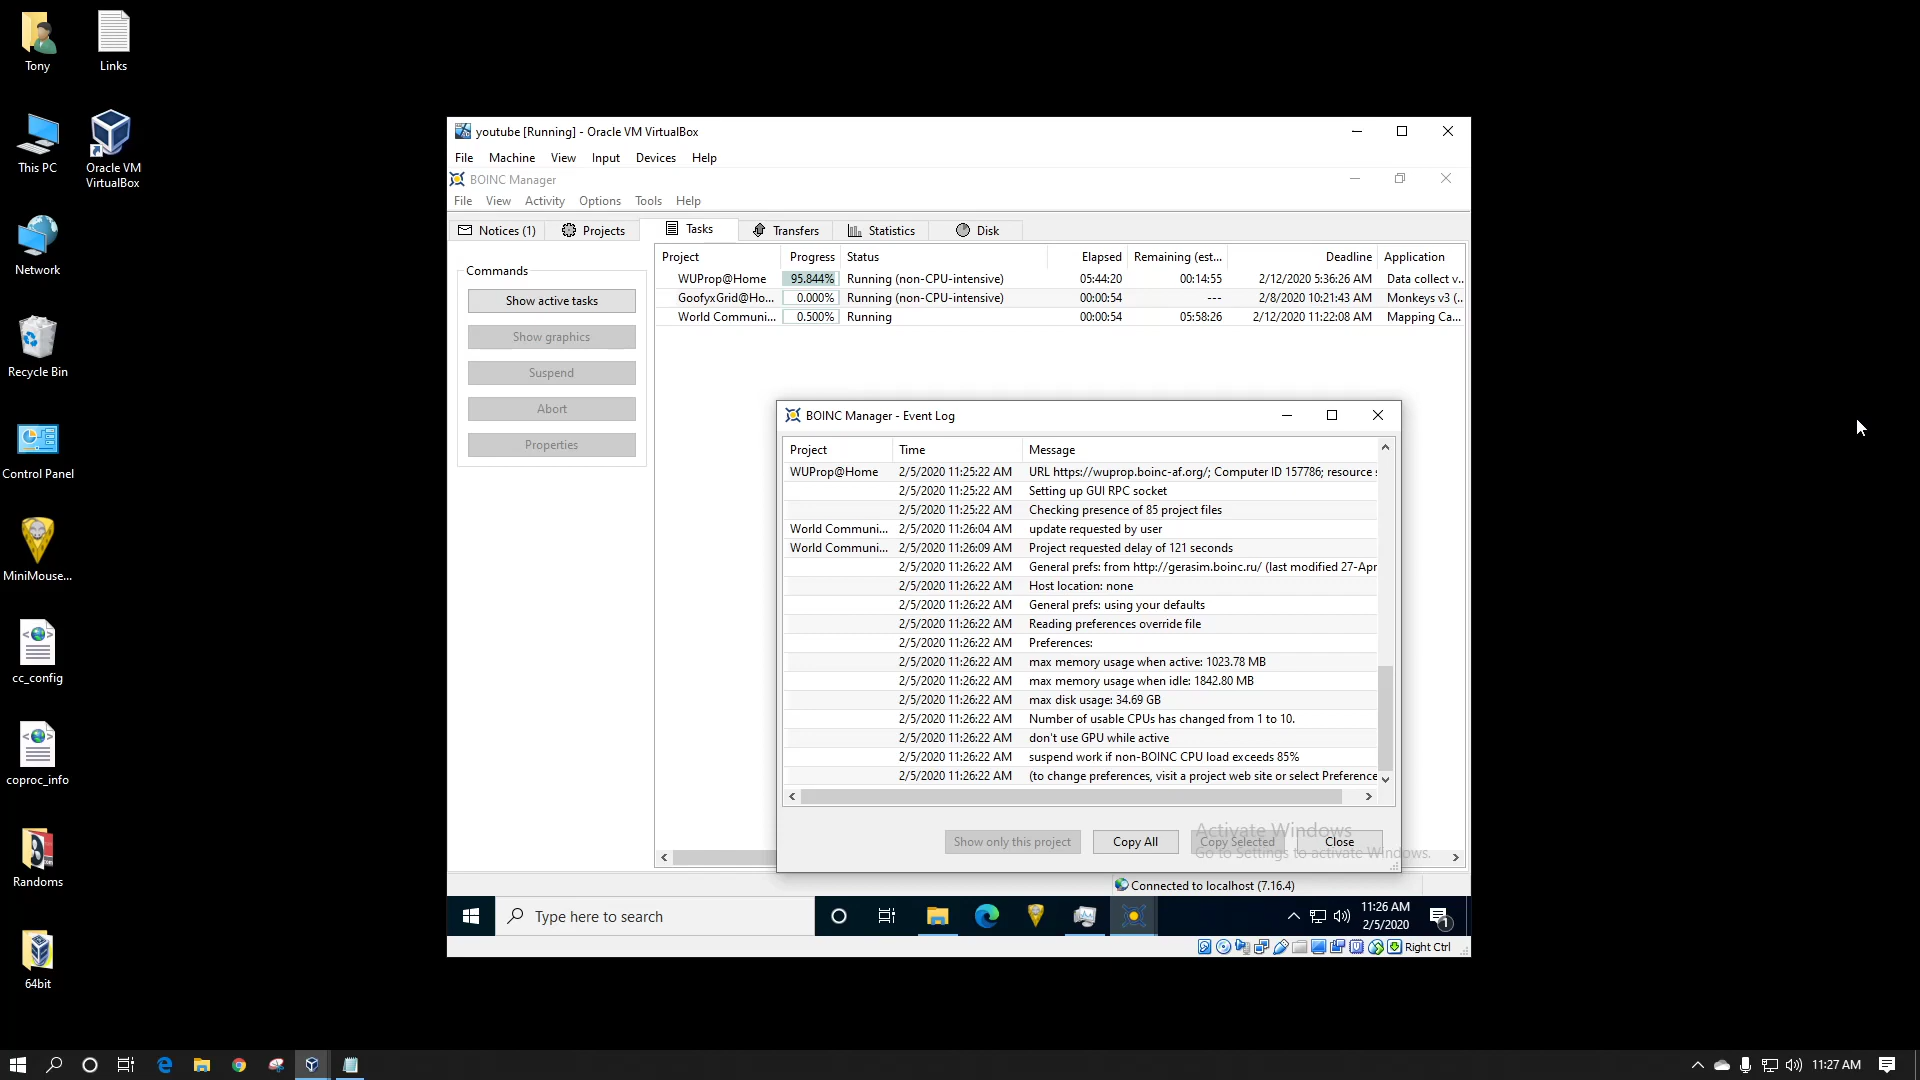 Tony
Links
This PC
Oracle VM
VirtualBox
Network
Recycle Bin
Control Panel
MiniMouse...
cc_config
coproc_info
Randoms
64bit
youtube [Running] - Oracle VM VirtualBox
File Machine View Input Devices Help
BOINC Manager
File View Activity Options Tools Help
Notices (1) Projects Tasks Transfers Statistics Disk
Commands
Show active tasks
Show graphics
Suspend
Abort
Properties
Project Progress Status Elapsed Remaining (est... Deadline Application
WUProp@Home 95.844% Running (non-CPU-intensive) 05:44:20 00:14:55 2/12/2020 5:36:26 AM Data collect v...
GoofyxGrid@Ho... 0.000% Running (non-CPU-intensive) 00:00:54 --- 2/8/2020 10:21:43 AM Monkeys v3 (...
World Communi... 0.500% Running 00:00:54 05:58:26 2/12/2020 11:22:08 AM Mapping Ca...
BOINC Manager - Event Log
Project Time Message
WUProp@Home 2/5/2020 11:25:22 AM URL https://wuprop.boinc-af.org/; Computer ID 157786; resource s
2/5/2020 11:25:22 AM Setting up GUI RPC socket
2/5/2020 11:25:22 AM Checking presence of 85 project files
World Communi... 2/5/2020 11:26:04 AM update requested by user
World Communi... 2/5/2020 11:26:09 AM Project requested delay of 121 seconds
2/5/2020 11:26:22 AM General prefs: from http://gerasim.boinc.ru/ (last modified 27-Apr
2/5/2020 11:26:22 AM Host location: none
2/5/2020 11:26:22 AM General prefs: using your defaults
2/5/2020 11:26:22 AM Reading preferences override file
2/5/2020 11:26:22 AM Preferences:
2/5/2020 11:26:22 AM max memory usage when active: 1023.78 MB
2/5/2020 11:26:22 AM max memory usage when idle: 1842.80 MB
2/5/2020 11:26:22 AM max disk usage: 34.69 GB
2/5/2020 11:26:22 AM Number of usable CPUs has changed from 1 to 10.
2/5/2020 11:26:22 AM don't use GPU while active
2/5/2020 11:26:22 AM suspend work if non-BOINC CPU load exceeds 85%
2/5/2020 11:26:22 AM (to change preferences, visit a project web site or select Preference
Show only this project Copy All Copy Selected Close
Activate Windows
Go to Settings to activate Windows.
Connected to localhost (7.16.4)
Type here to search
11:26 AM
2/5/2020
1
Right Ctrl
11:27 AM